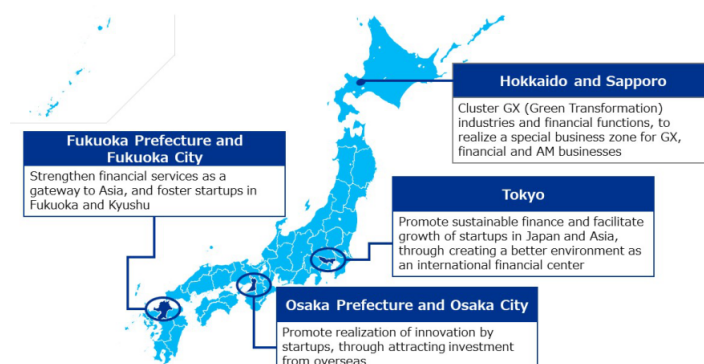 Hokkaido and Sapporo
Cluster GX (Green Transformation)
industries and financial functions, to
realize a special business zone for GX,
financial and AM businesses
Fukuoka Prefecture and
Fukuoka City
Strengthen financial services as a
gateway to Asia, and foster startups in
Fukuoka and Kyushu
Tokyo
Promote sustainable finance and facilitate
growth of startups in Japan and Asia,
through creating a better environment as
an international financial center
Osaka Prefecture and Osaka City
Promote realization of innovation by
startups, through attracting investment
from overseas